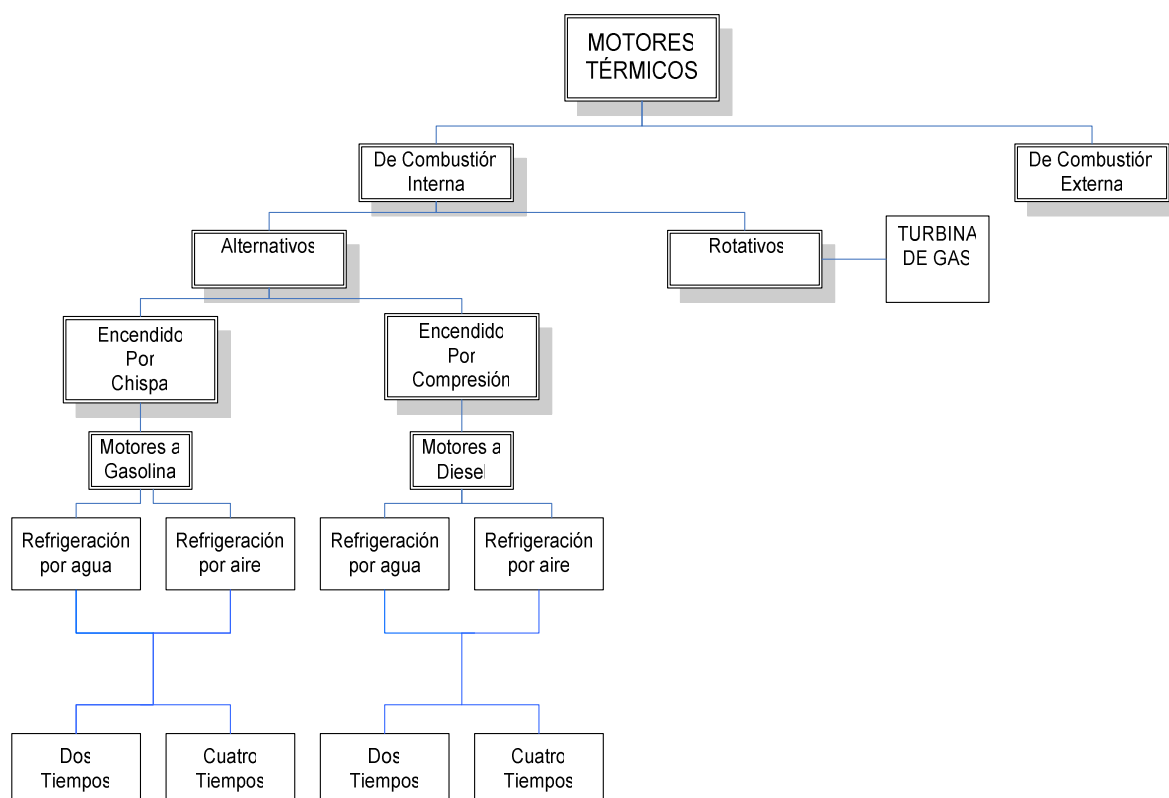 MOTORES
TÉRMICOS
De Combustión
Interna
De Combustión
Externa
Alternativos
Rotativos
TURBINA
DE GAS
Encendido
Por
Chispa
Encendido
Por
Compresión
Motores a
Gasolina
Motores a
Diesel
Refrigeración
por agua
Refrigeración
por aire
Refrigeración
por agua
Refrigeración
por aire
Dos
Tiempos
Cuatro
Tiempos
Dos
Tiempos
Cuatro
Tiempos